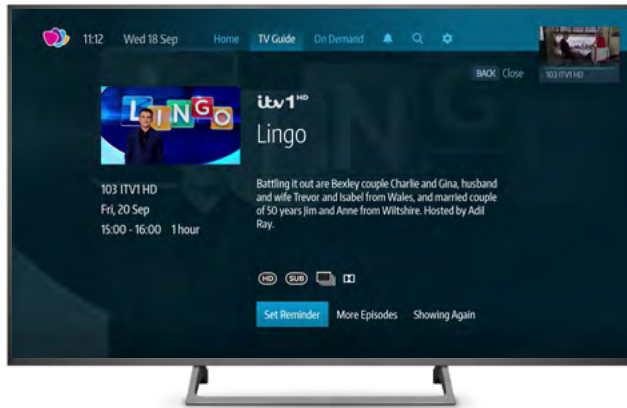 11:12 Wed 18 Sep Home TV Guide On Demand
BACK Close
103 ITV1 HD
LINGO
itv1 HD
Lingo
103 ITV1 HD
Fri, 20 Sep
15:00 - 16:00 1 hour
Battling it out are Bexley couple Charlie and Gina, husband
and wife Trevor and Isabel from Wales, and married couple
of 50 years Jim and Anne from Wiltshire. Hosted by Adil
Ray.
HD SUB
Set Reminder More Episodes Showing Again